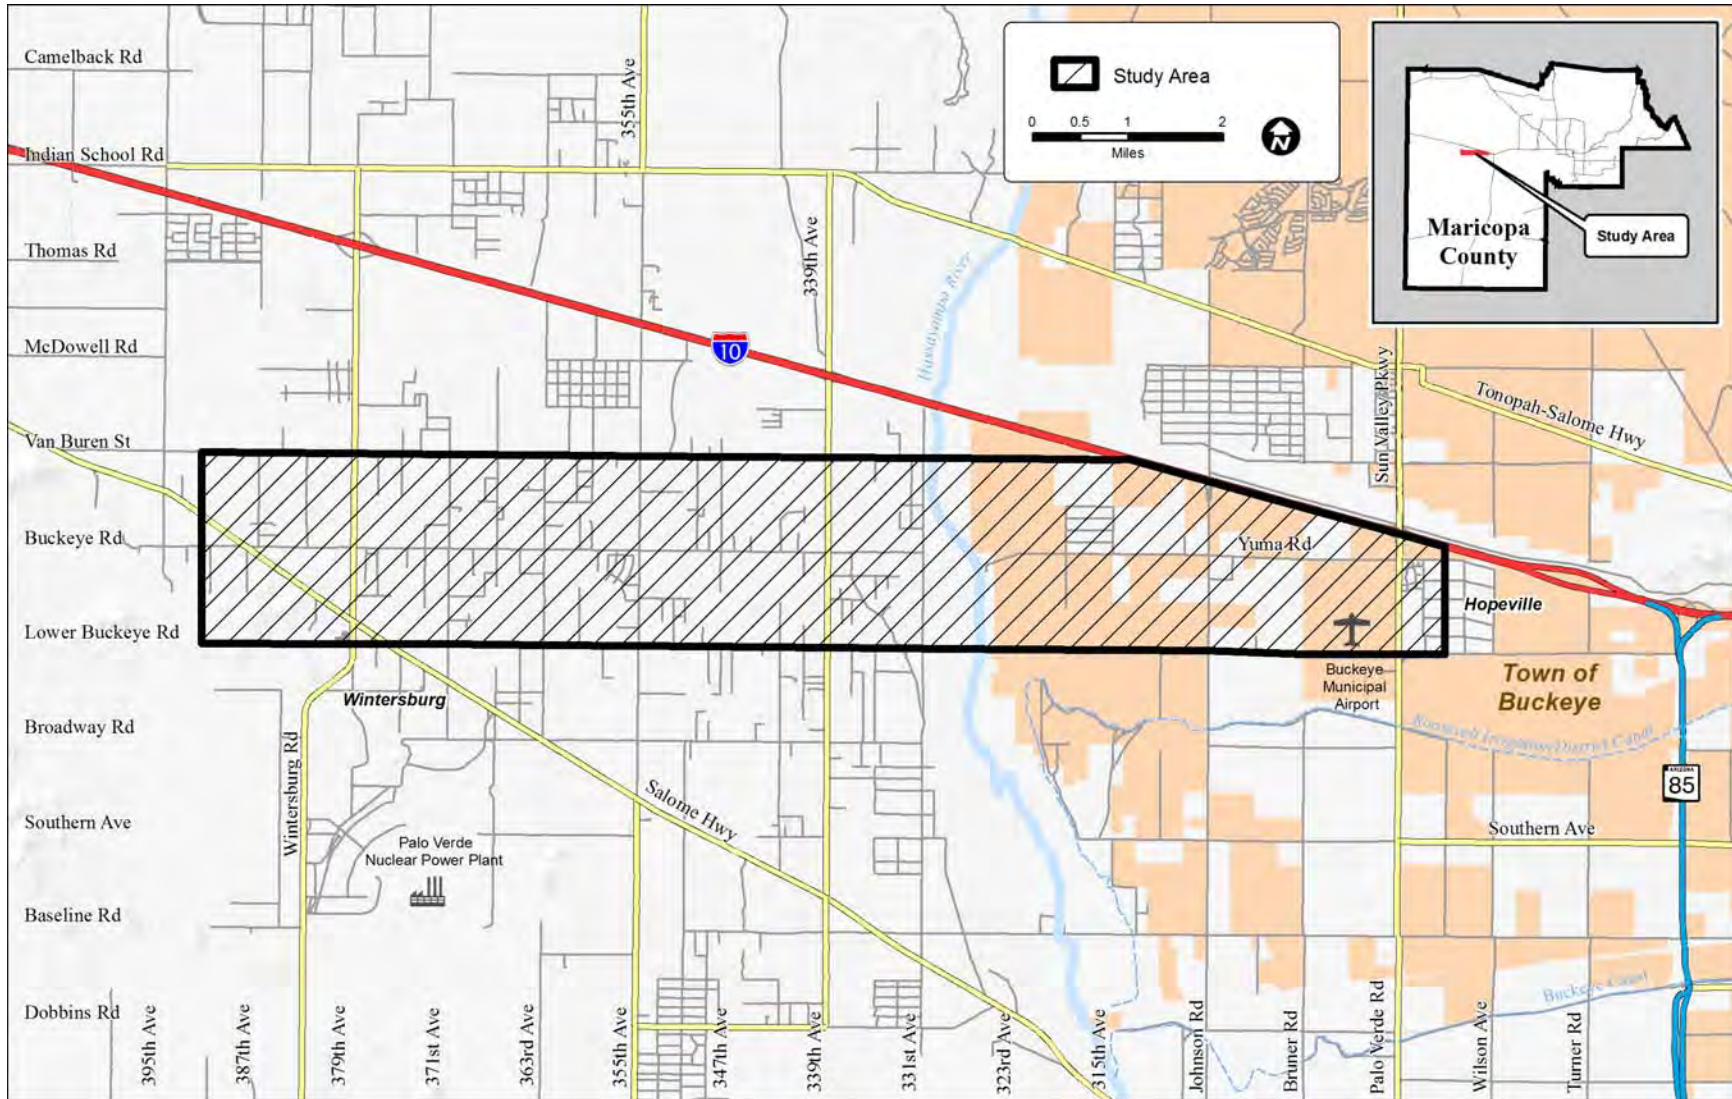 Camelback Rd
Indian School Rd
Thomas Rd
McDowell Rd
Van Buren St
Buckeye Rd
Lower Buckeye Rd
Broadway Rd
Southern Ave
Baseline Rd
Dobbins Rd
355th Ave
339th Ave
10
Hassayampa River
Study Area
0 0.5 1 2
Miles
N
Maricopa
County
Study Area
Sun Valley Pkwy
Tonopah-Salome Hwy
Yuma Rd
Hopeville
Buckeye
Municipal
Airport
Town of
Buckeye
Roosevelt Irrigation District Canal
ARIZONA
85
Southern Ave
Wintersburg
Wintersburg Rd
Salome Hwy
Palo Verde
Nuclear Power Plant
Buckeye Canal
395th Ave
387th Ave
379th Ave
371st Ave
363rd Ave
355th Ave
347th Ave
339th Ave
331st Ave
323rd Ave
315th Ave
Johnson Rd
Bruner Rd
Palo Verde Rd
Wilson Ave
Turner Rd